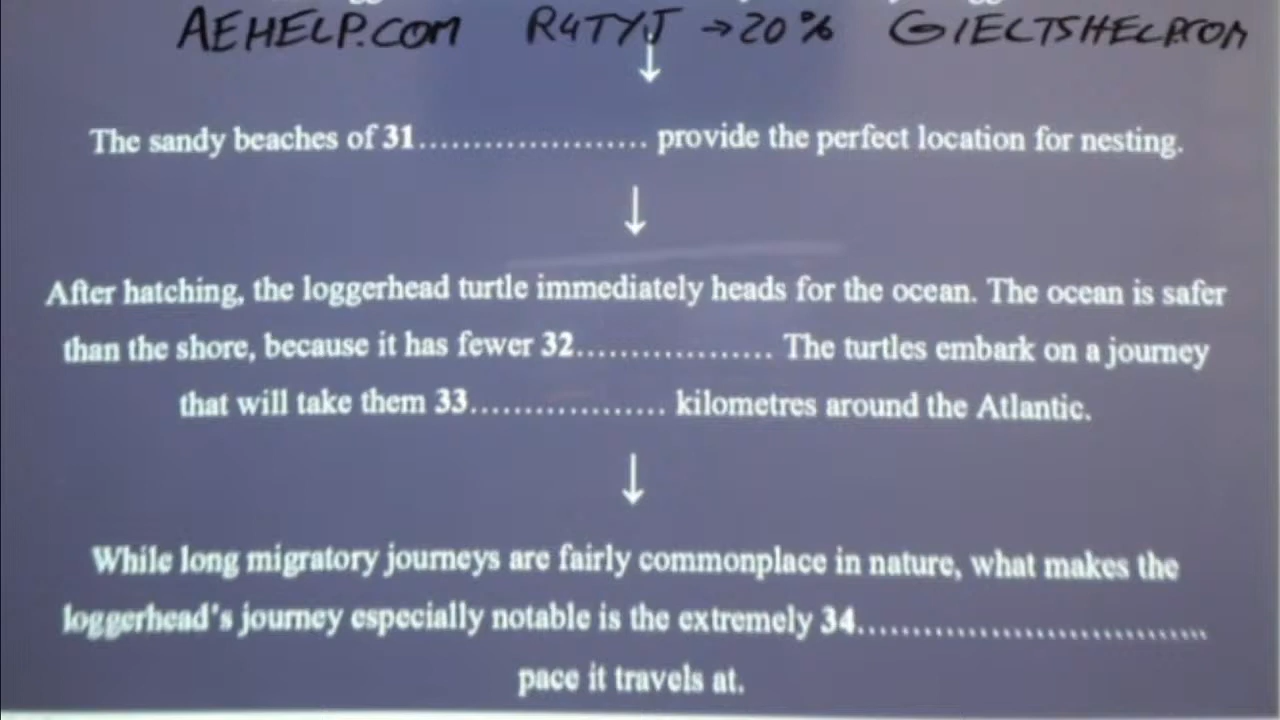 AEHELP.COM R4TYJ → 20% GIELTSHELP.COM
↓
The sandy beaches of 31..................... provide the perfect location for nesting.
↓
After hatching, the loggerhead turtle immediately heads for the ocean. The ocean is safer
than the shore, because it has fewer 32.................. The turtles embark on a journey
that will take them 33.................. kilometres around the Atlantic.
↓
While long migratory journeys are fairly commonplace in nature, what makes the
loggerhead's journey especially notable is the extremely 34..................................
pace it travels at.